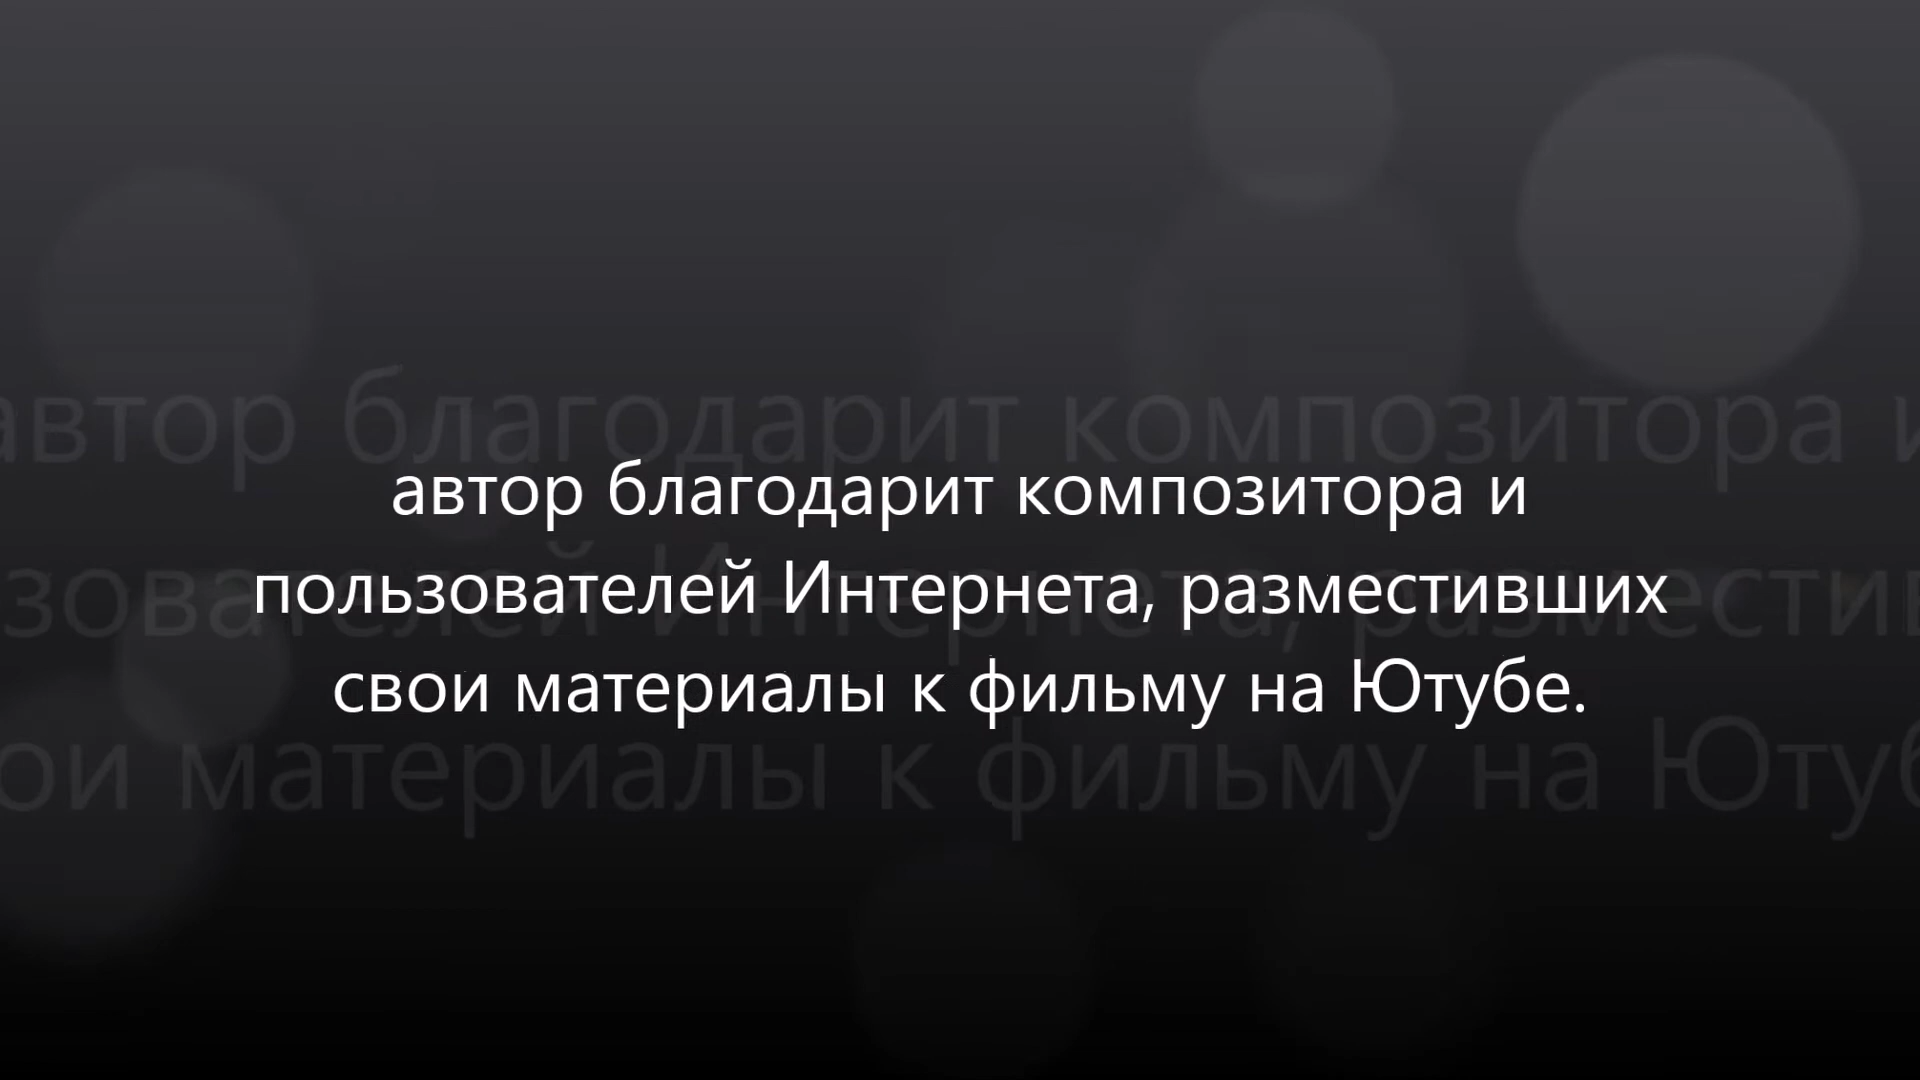 автор благодарит композитора и
пользователей Интернета, разместивших
свои материалы к фильму на Ютубе.